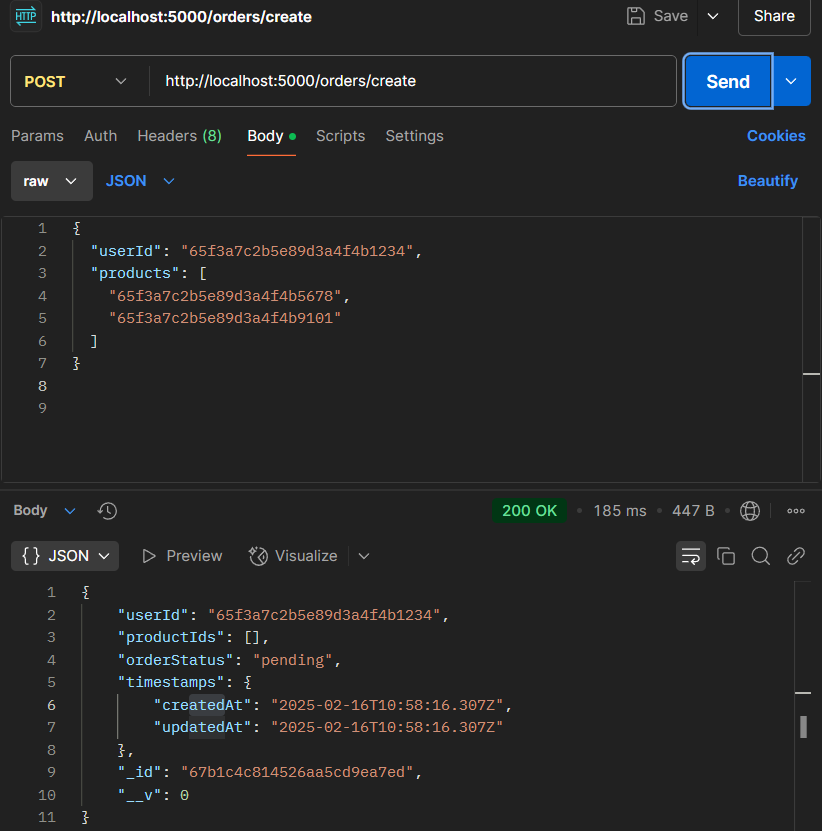 HTTP http://localhost:5000/orders/create Save Share
POST http://localhost:5000/orders/create Send
Params Auth Headers (8) Body Scripts Settings Cookies
raw JSON Beautify
1 {
2 "userId": "65f3a7c2b5e89d3a4f4b1234",
3 "products": [
4 "65f3a7c2b5e89d3a4f4b5678",
5 "65f3a7c2b5e89d3a4f4b9101"
6 ]
7 }
8
9
Body 200 OK • 185 ms • 447 B •
{} JSON Preview Visualize
1 {
2 "userId": "65f3a7c2b5e89d3a4f4b1234",
3 "productIds": [],
4 "orderStatus": "pending",
5 "timestamps": {
6 "createdAt": "2025-02-16T10:58:16.307Z",
7 "updatedAt": "2025-02-16T10:58:16.307Z"
8 },
9 "_id": "67b1c4c814526aa5cd9ea7ed",
10 "__v": 0
11 }